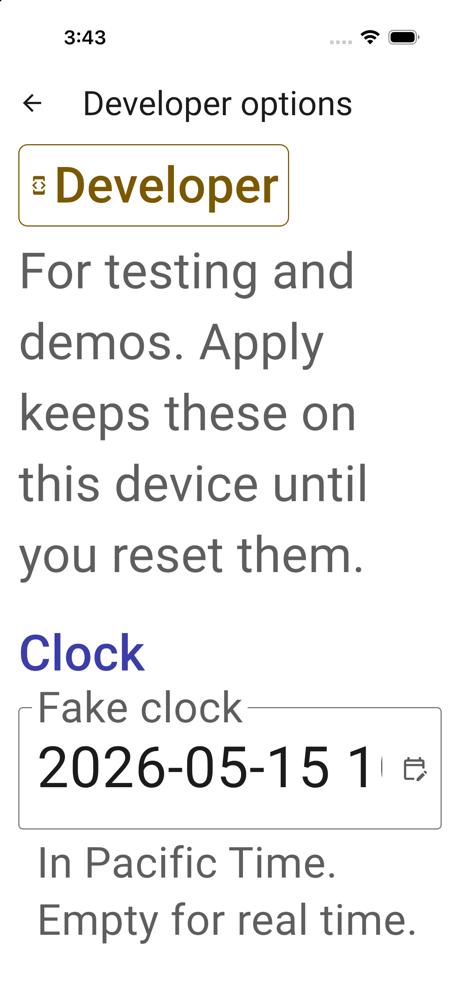 3:43
Developer options
Developer
For testing and
demos. Apply
keeps these on
this device until
you reset them.
Clock
Fake clock
2026-05-15 1
In Pacific Time.
Empty for real time.